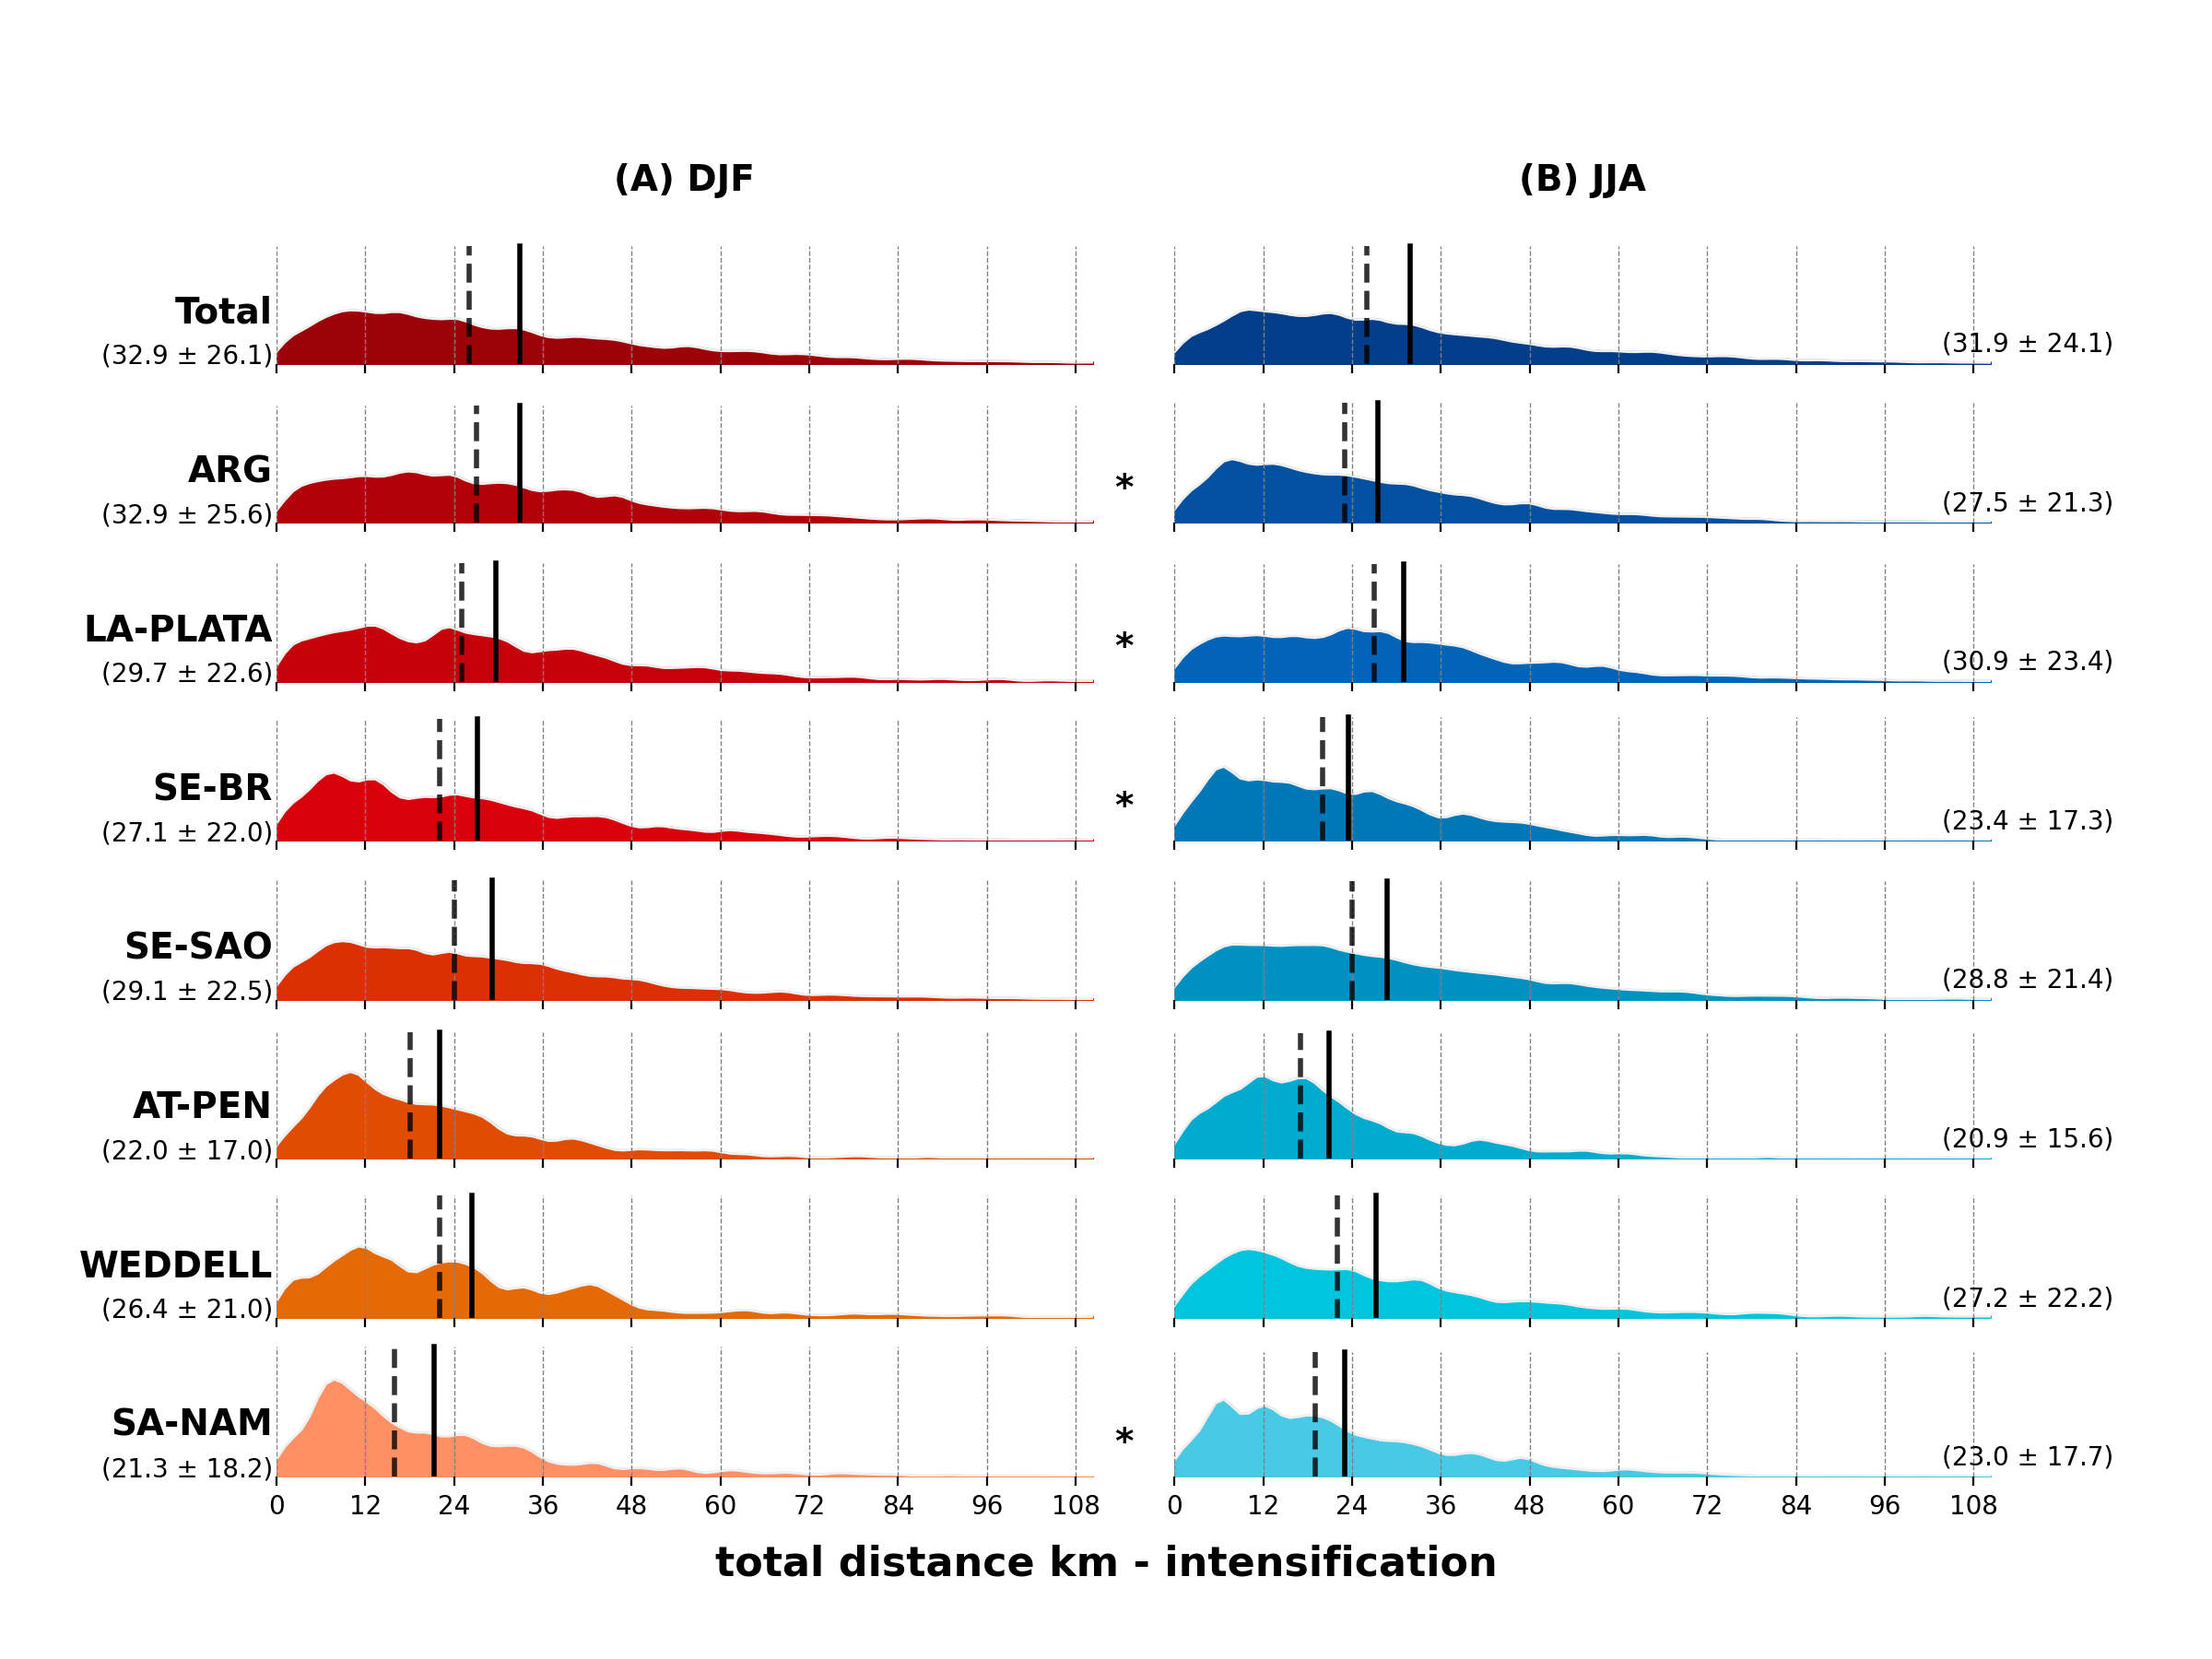 (A) DJF (B) JJA
Total
(32.9 ± 26.1) (31.9 ± 24.1)
ARG
(32.9 ± 25.6) * (27.5 ± 21.3)
LA-PLATA
(29.7 ± 22.6) * (30.9 ± 23.4)
SE-BR
(27.1 ± 22.0) * (23.4 ± 17.3)
SE-SAO
(29.1 ± 22.5) (28.8 ± 21.4)
AT-PEN
(22.0 ± 17.0) (20.9 ± 15.6)
WEDDELL
(26.4 ± 21.0) (27.2 ± 22.2)
SA-NAM
(21.3 ± 18.2) * (23.0 ± 17.7)
0 12 24 36 48 60 72 84 96 108 0 12 24 36 48 60 72 84 96 108
total distance km - intensification